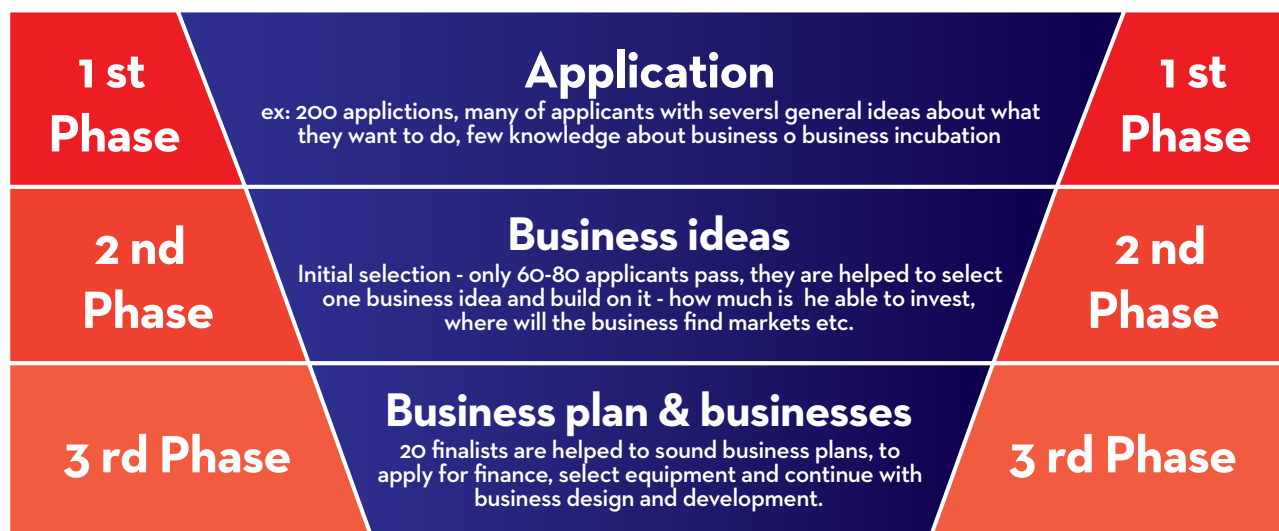 1 st
Phase
Application
ex: 200 applictions, many of applicants with seversl general ideas about what
they want to do, few knowledge about business o business incubation
1 st
Phase
2 nd
Phase
Business ideas
Initial selection - only 60-80 applicants pass, they are helped to select
one business idea and build on it - how much is he able to invest,
where will the business find markets etc.
2 nd
Phase
3 rd Phase
Business plan & businesses
20 finalists are helped to sound business plans, to
apply for finance, select equipment and continue with
business design and development.
3 rd Phase